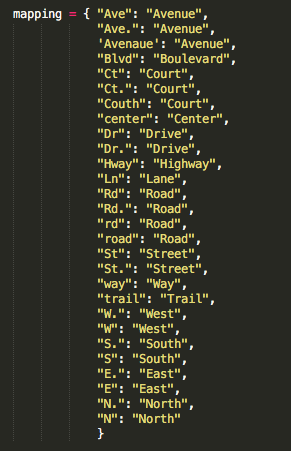 mapping = { "Ave": "Avenue",
"Ave.": "Avenue",
'Avenaue': "Avenue",
"Blvd": "Boulevard",
"Ct": "Court",
"Ct.": "Court",
"Couth": "Court",
"center": "Center",
"Dr": "Drive",
"Dr.": "Drive",
"Hway": "Highway",
"Ln": "Lane",
"Rd": "Road",
"Rd.": "Road",
"rd": "Road",
"road": "Road",
"St": "Street",
"St.": "Street",
"way": "Way",
"trail": "Trail",
"W.": "West",
"W": "West",
"S.": "South",
"S": "South",
"E.": "East",
"E": "East",
"N.": "North",
"N": "North"
}